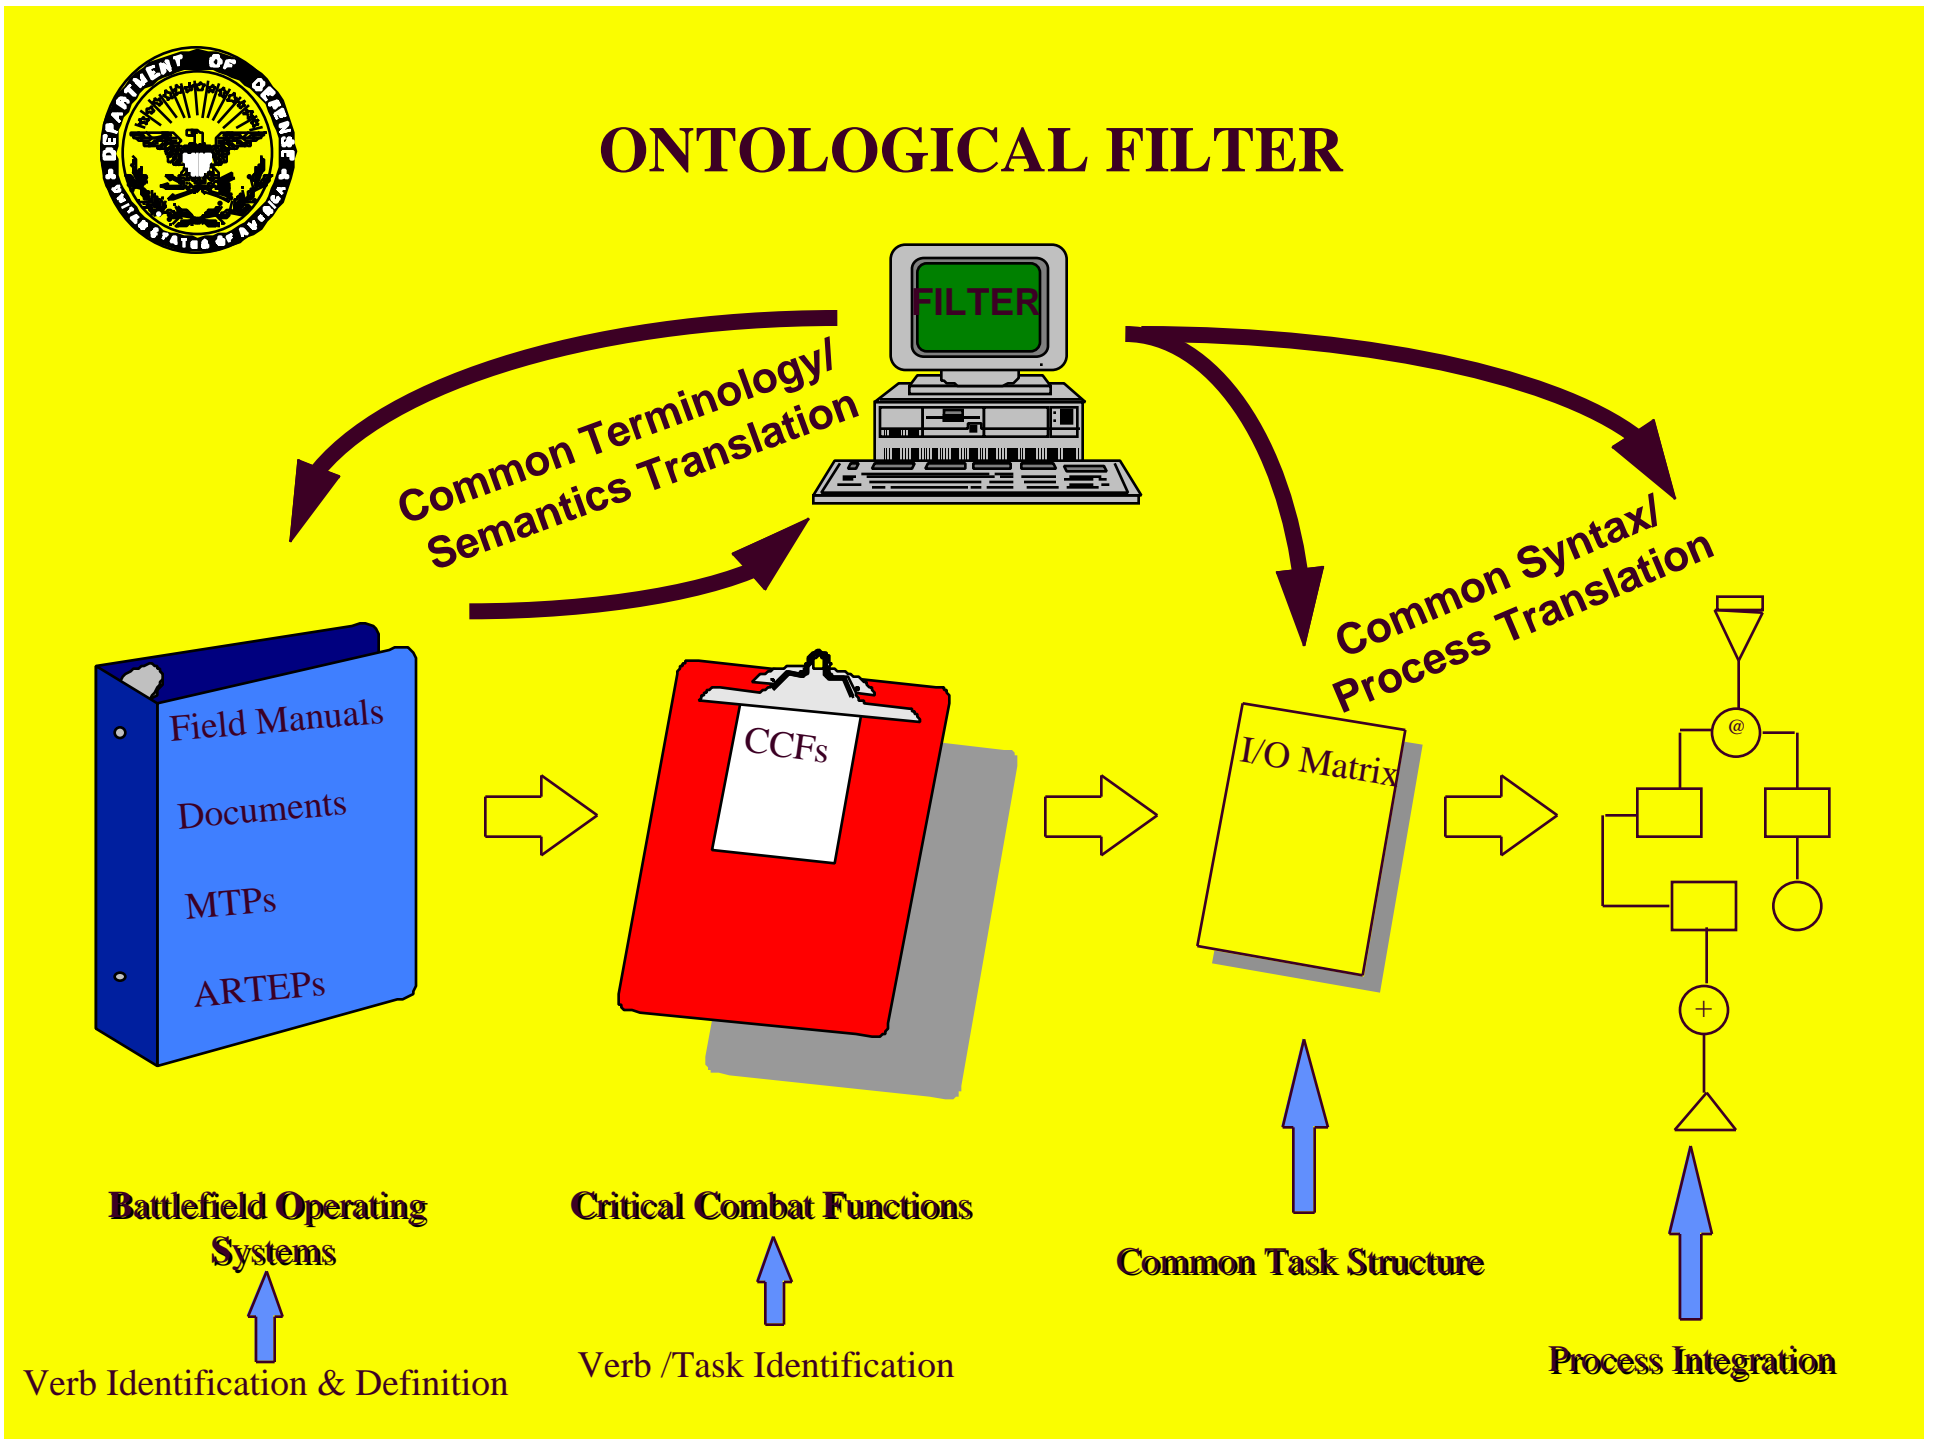 DEPARTMENT OF DEFENSE
UNITED STATES OF AMERICA
ONTOLOGICAL FILTER
FILTER
Common Terminology/
Semantics Translation
Common Syntax/
Process Translation
Field Manuals
Documents
MTPs
ARTEPs
CCFs
I/O Matrix
@
+
Battlefield Operating
Systems
Critical Combat Functions
Common Task Structure
Process Integration
Verb Identification & Definition
Verb /Task Identification